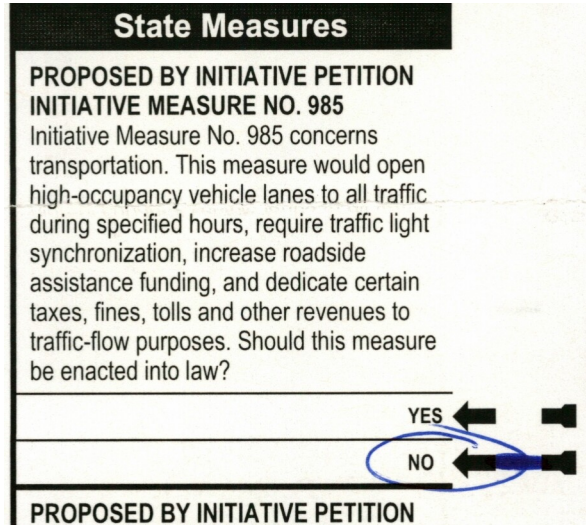 State Measures
PROPOSED BY INITIATIVE PETITION
INITIATIVE MEASURE NO. 985
Initiative Measure No. 985 concerns
transportation. This measure would open
high-occupancy vehicle lanes to all traffic
during specified hours, require traffic light
synchronization, increase roadside
assistance funding, and dedicate certain
taxes, fines, tolls and other revenues to
traffic-flow purposes. Should this measure
be enacted into law?
YES
NO
PROPOSED BY INITIATIVE PETITION